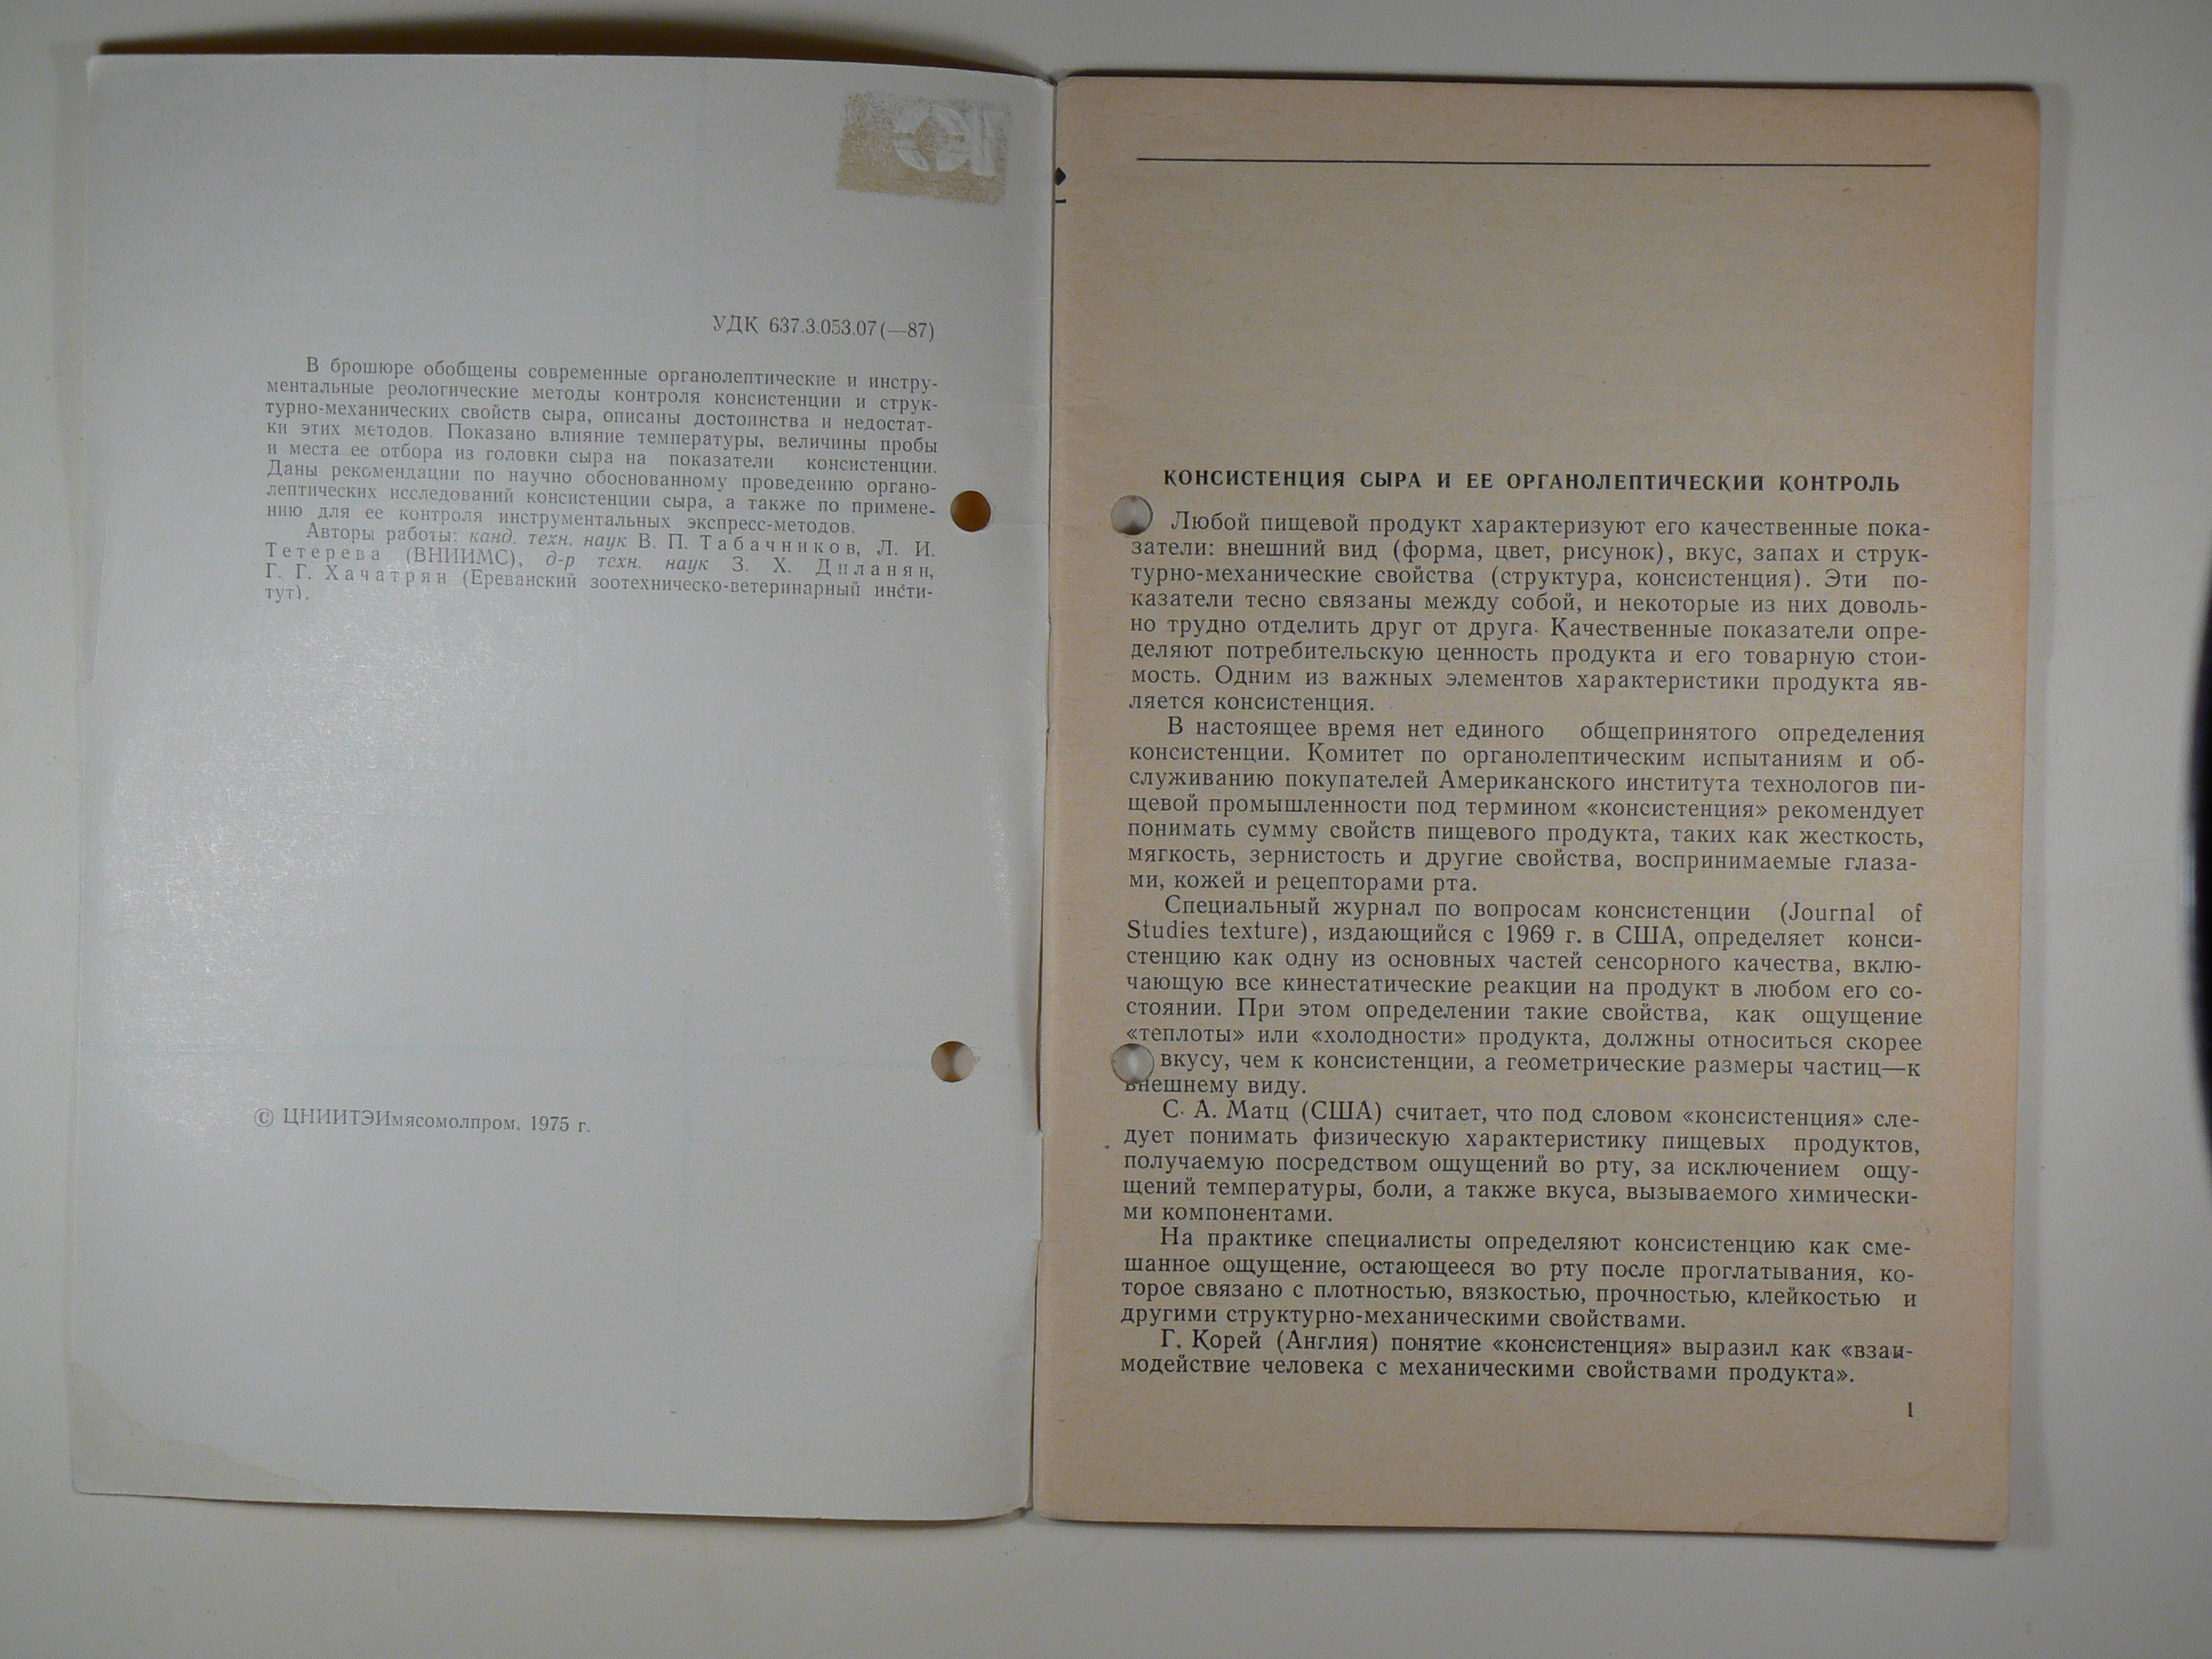 УДК 637.3.053.07(—87)
В брошюре обобщены современные органолептические и инстру-
ментальные реологические методы контроля консистенции и струк-
турно-механических свойств сыра, описаны достоинства и недостат-
ки этих методов. Показано влияние температуры, величины пробы
и места ее отбора из головки сыра на показатели консистенции.
Даны рекомендации по научно обоснованному проведению органо-
лептических исследований консистенции сыра, а также по примене-
нию для ее контроля инструментальных экспресс-методов.
Авторы работы: канд. техн. наук В. П. Табачников, Л. И.
Тетерева (ВНИИМС), д-р техн. наук З. Х. Диланян,
Г. Г. Хачатрян (Ереванский зоотехническо-ветеринарный инсти-
тут).
© ЦНИИТЭИмясомолпром, 1975 г.
КОНСИСТЕНЦИЯ СЫРА И ЕЕ ОРГАНОЛЕПТИЧЕСКИЙ КОНТРОЛЬ
Любой пищевой продукт характеризуют его качественные пока-
затели: внешний вид (форма, цвет, рисунок), вкус, запах и струк-
турно-механические свойства (структура, консистенция). Эти по-
казатели тесно связаны между собой, и некоторые из них доволь-
но трудно отделить друг от друга. Качественные показатели опре-
деляют потребительскую ценность продукта и его товарную стои-
мость. Одним из важных элементов характеристики продукта яв-
ляется консистенция.
В настоящее время нет единого общепринятого определения
консистенции. Комитет по органолептическим испытаниям и об-
служиванию покупателей Американского института технологов пи-
щевой промышленности под термином «консистенция» рекомендует
понимать сумму свойств пищевого продукта, таких как жесткость,
мягкость, зернистость и другие свойства, воспринимаемые глаза-
ми, кожей и рецепторами рта.
Специальный журнал по вопросам консистенции (Journal of
Studies texture), издающийся с 1969 г. в США, определяет конси-
стенцию как одну из основных частей сенсорного качества, вклю-
чающую все кинестатические реакции на продукт в любом его со-
стоянии. При этом определении такие свойства, как ощущение
«теплоты» или «холодности» продукта, должны относиться скорее
вкусу, чем к консистенции, а геометрические размеры частиц—к
внешнему виду.
С. А. Матц (США) считает, что под словом «консистенция» сле-
дует понимать физическую характеристику пищевых продуктов,
получаемую посредством ощущений во рту, за исключением ощу-
щений температуры, боли, а также вкуса, вызываемого химически-
ми компонентами.
На практике специалисты определяют консистенцию как сме-
шанное ощущение, остающееся во рту после проглатывания, ко-
торое связано с плотностью, вязкостью, прочностью, клейкостью и
другими структурно-механическими свойствами.
Г. Корей (Англия) понятие «консистенция» выразил как «взаи-
модействие человека с механическими свойствами продукта».
1